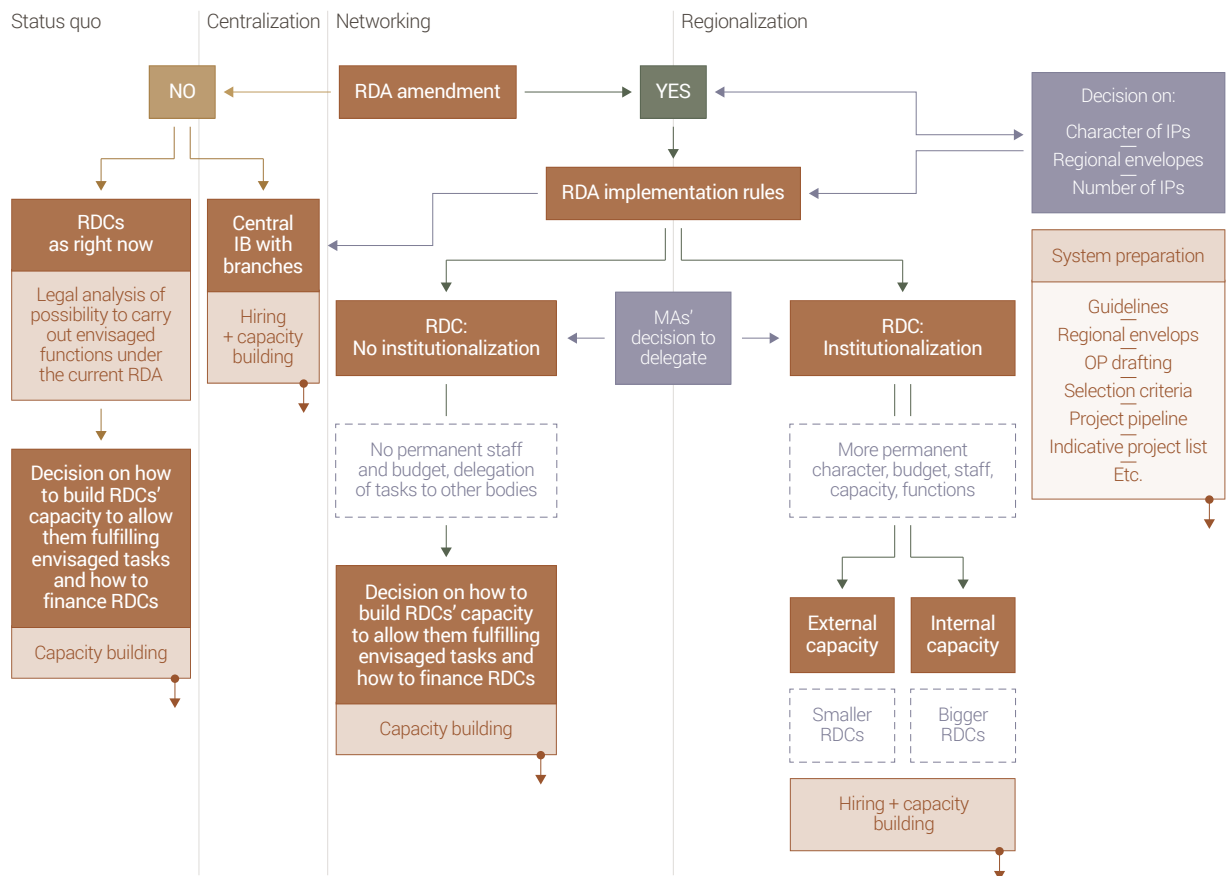 Status quo
Centralization
Networking
Regionalization
NO
RDA amendment
YES
Decision on:
Character of IPs
Regional envelopes
Number of IPs
RDA implementation rules
RDCs
as right now
Legal analysis of
possibility to carry
out envisaged
functions under
the current RDA
Central
IB with
branches
Hiring
+ capacity
building
RDC:
No institutionalization
MAs'
decision to
delegate
RDC:
Institutionalization
System preparation
Guidelines
Regional envelops
OP drafting
Selection criteria
Project pipeline
Indicative project list
Etc.
No permanent staff
and budget, delegation
of tasks to other bodies
More permanent
character, budget, staff,
capacity, functions
Decision on how
to build RDCs'
capacity to allow
them fulfilling
envisaged tasks
and how to
finance RDCs
Capacity building
Decision on how to
build RDCs' capacity
to allow them fulfilling
envisaged tasks and
how to finance RDCs
Capacity building
External
capacity
Internal
capacity
Smaller
RDCs
Bigger
RDCs
Hiring + capacity
building